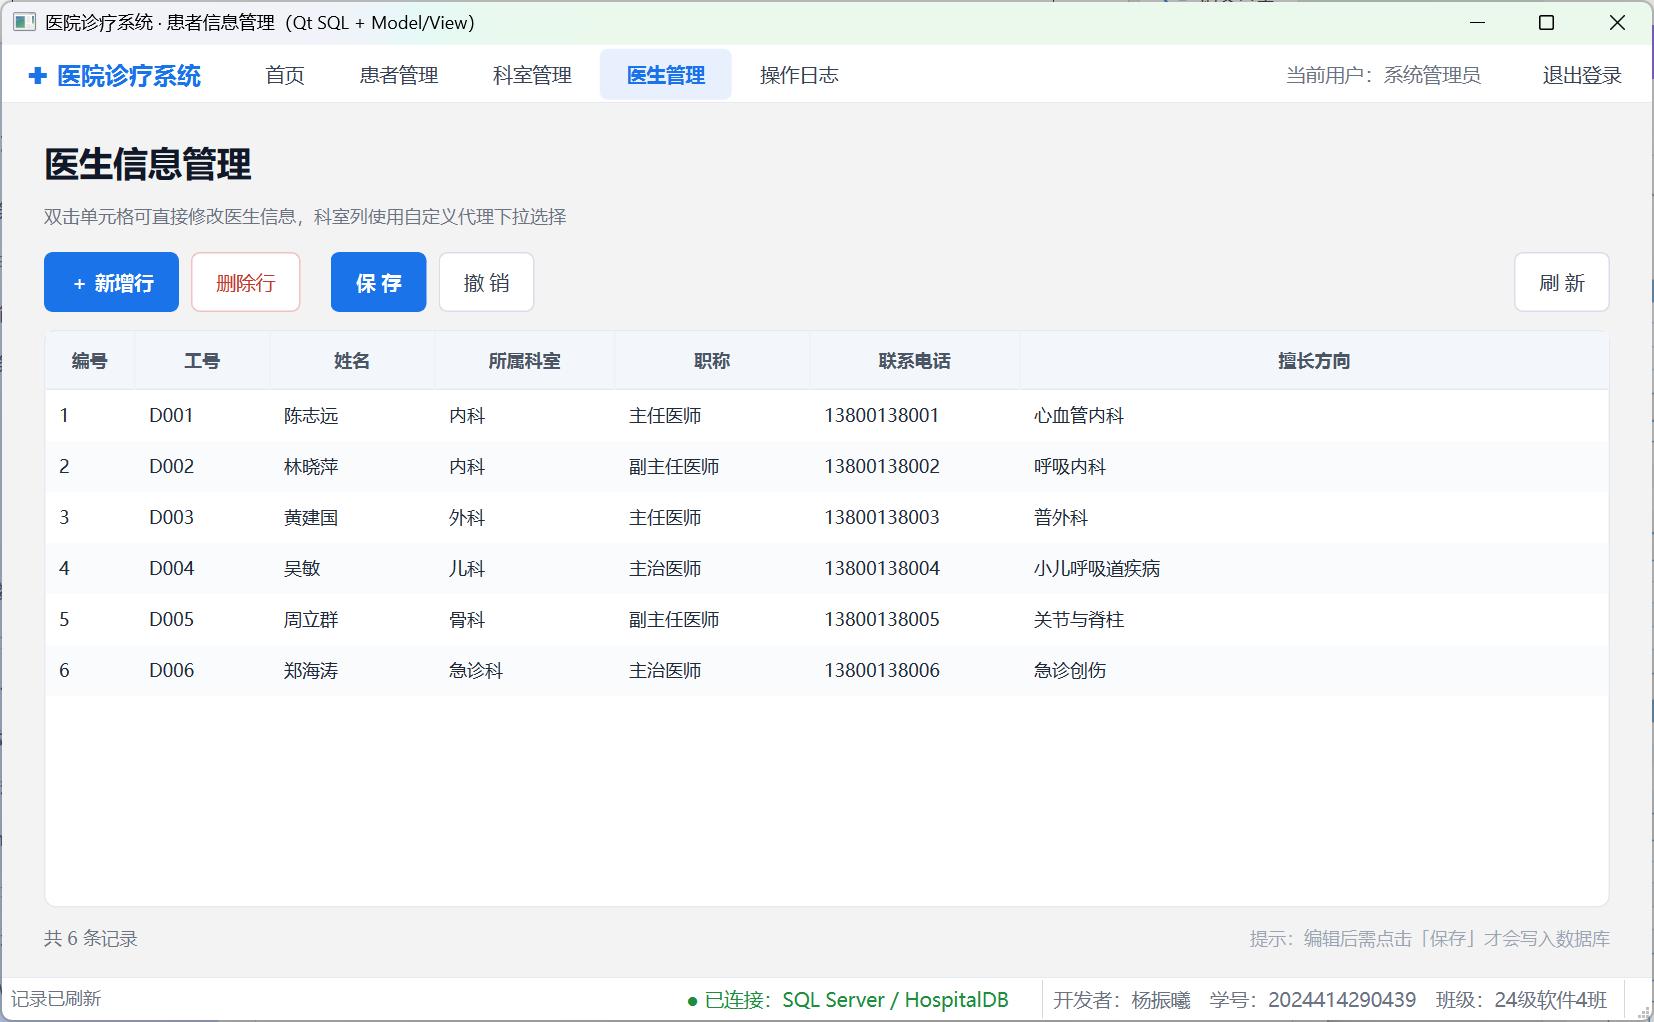 医院诊疗系统 · 患者信息管理（Qt SQL + Model/View）
医院诊疗系统 首页 患者管理 科室管理 医生管理 操作日志 当前用户：系统管理员 退出登录
医生信息管理
双击单元格可直接修改医生信息，科室列使用自定义代理下拉选择
+ 新增行 删除行 保 存 撤 销 刷 新
编号 工号 姓名 所属科室 职称 联系电话 擅长方向
1 D001 陈志远 内科 主任医师 13800138001 心血管内科
2 D002 林晓萍 内科 副主任医师 13800138002 呼吸内科
3 D003 黄建国 外科 主任医师 13800138003 普外科
4 D004 吴敏 儿科 主治医师 13800138004 小儿呼吸道疾病
5 D005 周立群 骨科 副主任医师 13800138005 关节与脊柱
6 D006 郑海涛 急诊科 主治医师 13800138006 急诊创伤
共 6 条记录 提示：编辑后需点击「保存」才会写入数据库
记录已刷新 ● 已连接：SQL Server / HospitalDB 开发者：杨振曦 学号：2024414290439 班级：24级软件4班